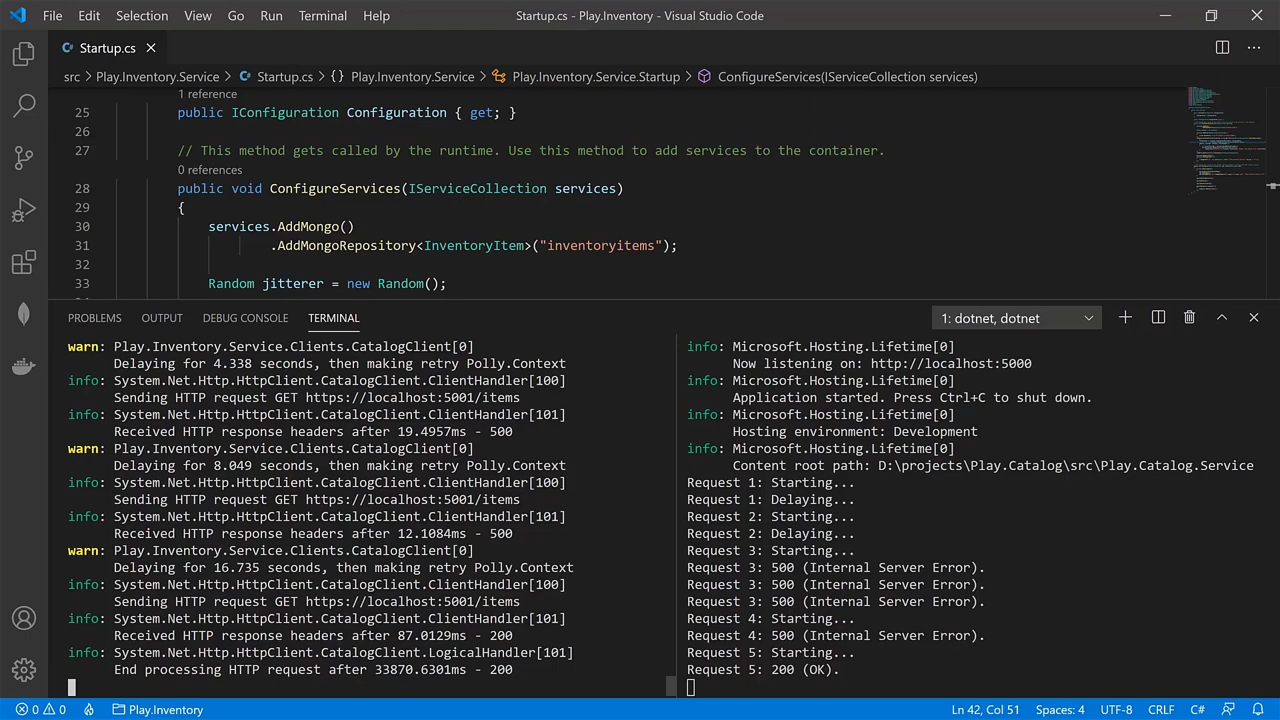 File Edit Selection View Go Run Terminal Help Startup.cs - Play.Inventory - Visual Studio Code
Startup.cs
src > Play.Inventory.Service > Startup.cs > {} Play.Inventory.Service > Play.Inventory.Service.Startup > ConfigureServices(IServiceCollection services)
1 reference
25 public IConfiguration Configuration { get; }
26
27 // This method gets called by the runtime. Use this method to add services to the container.
0 references
28 public void ConfigureServices(IServiceCollection services)
29 {
30 services.AddMongo()
31 .AddMongoRepository<InventoryItem>("inventoryitems");
32
33 Random jitterer = new Random();
PROBLEMS OUTPUT DEBUG CONSOLE TERMINAL 1: dotnet, dotnet
warn: Play.Inventory.Service.Clients.CatalogClient[0]
Delaying for 4.338 seconds, then making retry Polly.Context
info: System.Net.Http.HttpClient.CatalogClient.ClientHandler[100]
Sending HTTP request GET https://localhost:5001/items
info: System.Net.Http.HttpClient.CatalogClient.ClientHandler[101]
Received HTTP response headers after 19.4957ms - 500
warn: Play.Inventory.Service.Clients.CatalogClient[0]
Delaying for 8.049 seconds, then making retry Polly.Context
info: System.Net.Http.HttpClient.CatalogClient.ClientHandler[100]
Sending HTTP request GET https://localhost:5001/items
info: System.Net.Http.HttpClient.CatalogClient.ClientHandler[101]
Received HTTP response headers after 12.1084ms - 500
warn: Play.Inventory.Service.Clients.CatalogClient[0]
Delaying for 16.735 seconds, then making retry Polly.Context
info: System.Net.Http.HttpClient.CatalogClient.ClientHandler[100]
Sending HTTP request GET https://localhost:5001/items
info: System.Net.Http.HttpClient.CatalogClient.ClientHandler[101]
Received HTTP response headers after 87.0129ms - 200
info: System.Net.Http.HttpClient.CatalogClient.LogicalHandler[101]
End processing HTTP request after 33870.6301ms - 200
info: Microsoft.Hosting.Lifetime[0]
Now listening on: http://localhost:5000
info: Microsoft.Hosting.Lifetime[0]
Application started. Press Ctrl+C to shut down.
info: Microsoft.Hosting.Lifetime[0]
Hosting environment: Development
info: Microsoft.Hosting.Lifetime[0]
Content root path: D:\projects\Play.Catalog\src\Play.Catalog.Service
Request 1: Starting...
Request 1: Delaying...
Request 2: Starting...
Request 2: Delaying...
Request 3: Starting...
Request 3: 500 (Internal Server Error).
Request 3: 500 (Internal Server Error).
Request 3: 500 (Internal Server Error).
Request 4: Starting...
Request 4: 500 (Internal Server Error).
Request 5: Starting...
Request 5: 200 (OK).
0 0 Play.Inventory Ln 42, Col 51 Spaces: 4 UTF-8 CRLF C#